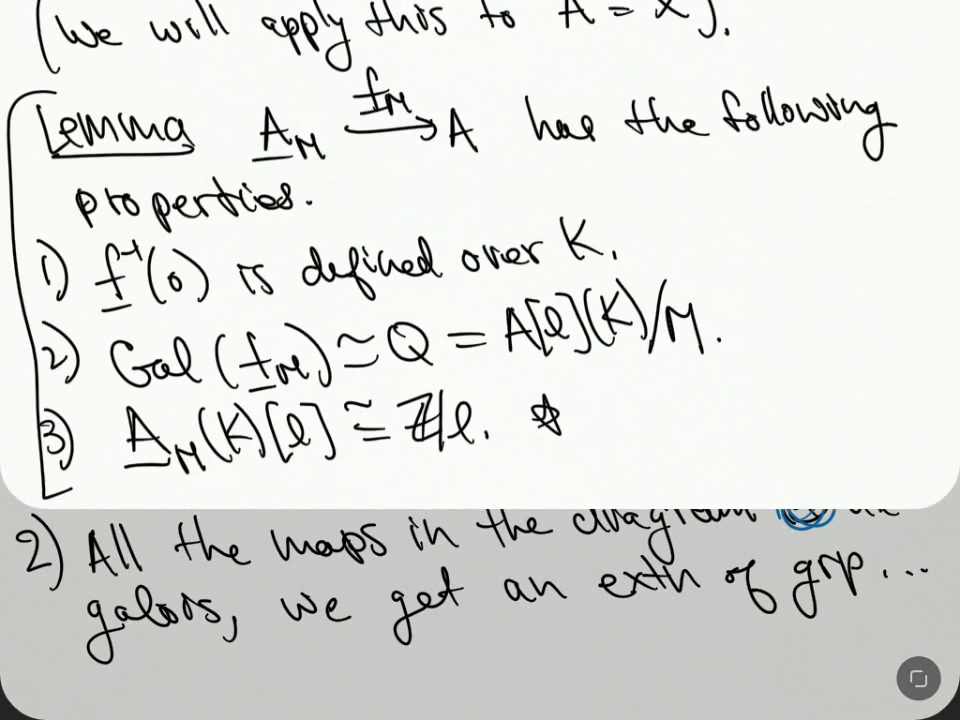 (We will apply this to A = X).
Lemma A_M \xrightarrow{f_M} A has the following
properties.
1) f^{-1}(0) is defined over K.
2) Gal(f_M) ≅ Q = A[l](K)/M.
3) A_M(K)[l] ≅ Z/l. ☆
2) All the maps in the diagram
galois, we get an extn of grp...